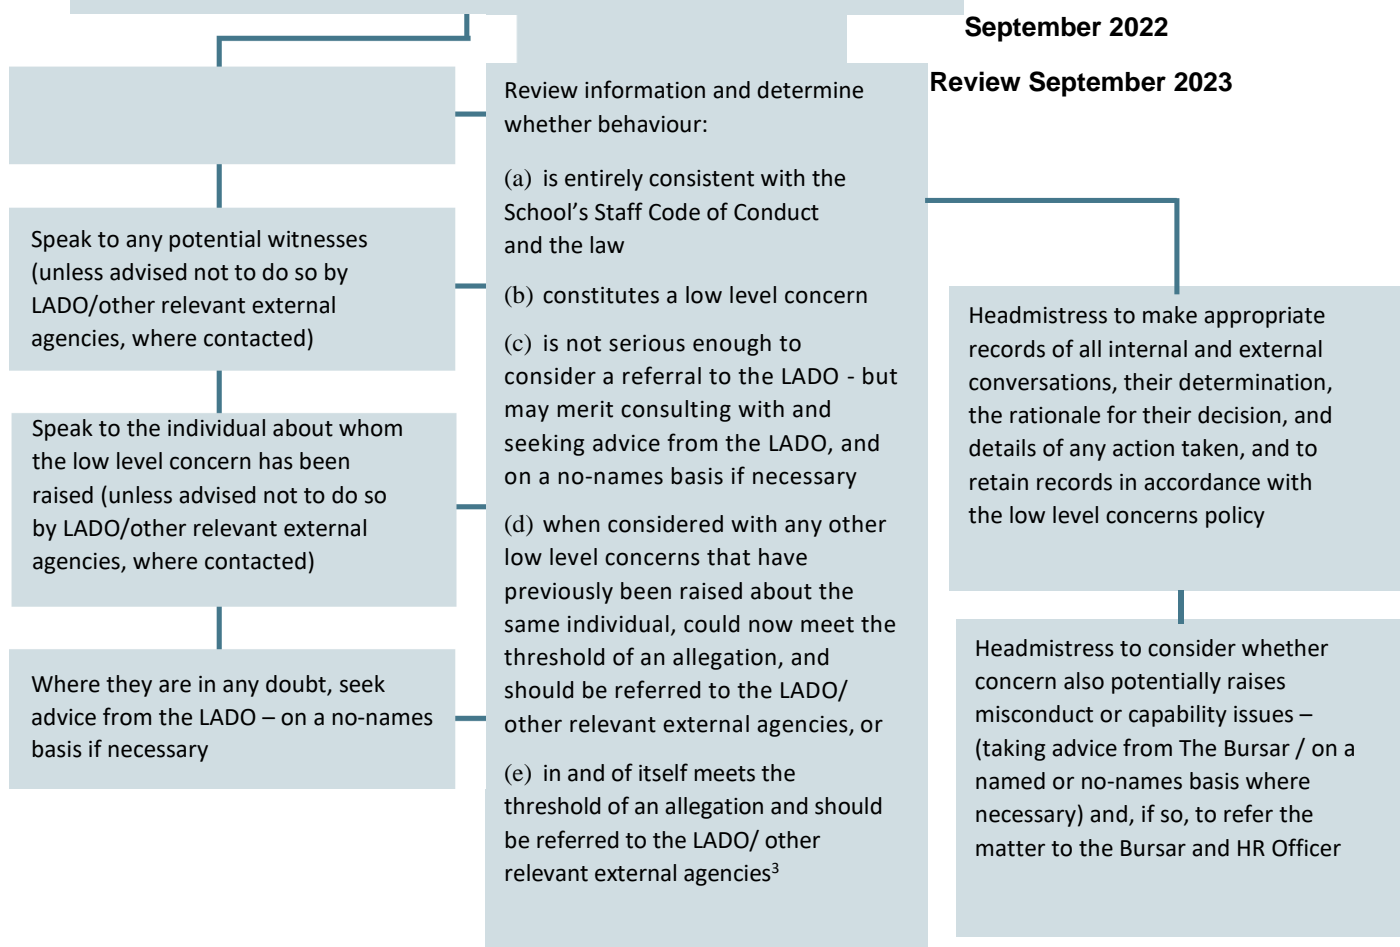 September 2022
Review September 2023
Speak to any potential witnesses
(unless advised not to do so by
LADO/other relevant external
agencies, where contacted)
Speak to the individual about whom
the low level concern has been
raised (unless advised not to do so
by LADO/other relevant external
agencies, where contacted)
Where they are in any doubt, seek
advice from the LADO – on a no-names
basis if necessary
Review information and determine
whether behaviour:
(a) is entirely consistent with the
School’s Staff Code of Conduct
and the law
(b) constitutes a low level concern
(c) is not serious enough to
consider a referral to the LADO - but
may merit consulting with and
seeking advice from the LADO, and
on a no-names basis if necessary
(d) when considered with any other
low level concerns that have
previously been raised about the
same individual, could now meet the
threshold of an allegation, and
should be referred to the LADO/
other relevant external agencies, or
(e) in and of itself meets the
threshold of an allegation and should
be referred to the LADO/ other
relevant external agencies³
Headmistress to make appropriate
records of all internal and external
conversations, their determination,
the rationale for their decision, and
details of any action taken, and to
retain records in accordance with
the low level concerns policy
Headmistress to consider whether
concern also potentially raises
misconduct or capability issues –
(taking advice from The Bursar / on a
named or no-names basis where
necessary) and, if so, to refer the
matter to the Bursar and HR Officer